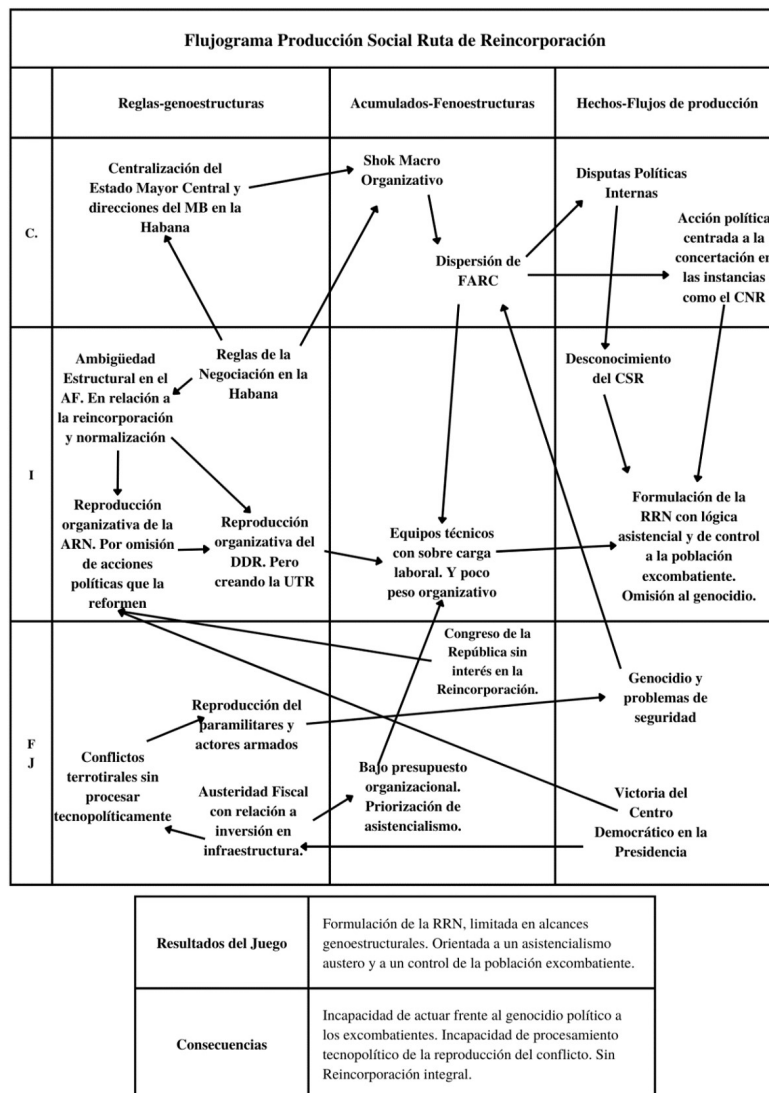 Flujograma Producción Social Ruta de Reincorporación
Reglas-genoestructuras
Acumulados-Fenoestructuras
Hechos-Flujos de producción
C.
Centralización del
Estado Mayor Central y
direcciones del MB en la
Habana
Shok Macro
Organizativo
Dispersión de
FARC
Disputas Políticas
Internas
Acción política
centrada a la
concertación en
las instancias
como el CNR
I
Ambigüedad
Estructural en el
AF. En relación a
la reincorporación
y normalización
Reglas de la
Negociación en la
Habana
Reproducción
organizativa de la
ARN. Por omisión
de acciones
políticas que la
reformen
Reproducción
organizativa del
DDR. Pero
creando la UTR
Equipos técnicos
con sobre carga
laboral. Y poco
peso organizativo
Desconocimiento
del CSR
Formulación de la
RRN con lógica
asistencial y de control
a la población
excombatiente.
Omisión al genocidio.
F
J
Reproducción del
paramilitares y
actores armados
Conflictos
terrotirales sin
procesar
tecnopolíticamente
Austeridad Fiscal
con relación a
inversión en
infraestructura.
Congreso de la
República sin
interés en la
Reincorporación.
Bajo presupuesto
organizacional.
Priorización de
asistencialismo.
Genocidio y
problemas de
seguridad
Victoria del
Centro
Democrático en la
Presidencia
Resultados del Juego
Formulación de la RRN, limitada en alcances
genoestructurales. Orientada a un asistencialismo
austero y a un control de la población excombatiente.
Consecuencias
Incapacidad de actuar frente al genocidio político a
los excombatientes. Incapacidad de procesamiento
tecnopolítico de la reproducción del conflicto. Sin
Reincorporación integral.